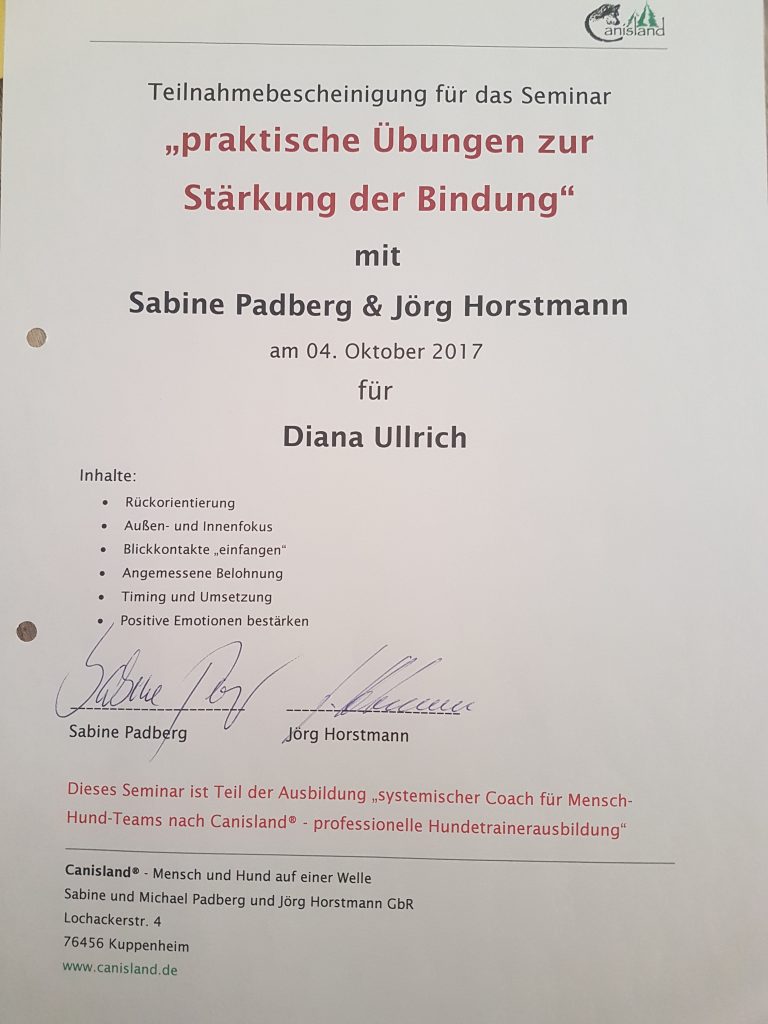 Canisland
Teilnahmebescheinigung für das Seminar
„praktische Übungen zur
Stärkung der Bindung“
mit
Sabine Padberg & Jörg Horstmann
am 04. Oktober 2017
für
Diana Ullrich
Inhalte:
• Rückorientierung
• Außen- und Innenfokus
• Blickkontakte „einfangen“
• Angemessene Belohnung
• Timing und Umsetzung
• Positive Emotionen bestärken
Sabine Padberg
Jörg Horstmann
Dieses Seminar ist Teil der Ausbildung „systemischer Coach für Mensch-
Hund-Teams nach Canisland® - professionelle Hundetrainerausbildung“
Canisland® - Mensch und Hund auf einer Welle
Sabine und Michael Padberg und Jörg Horstmann GbR
Lochackerstr. 4
76456 Kuppenheim
www.canisland.de